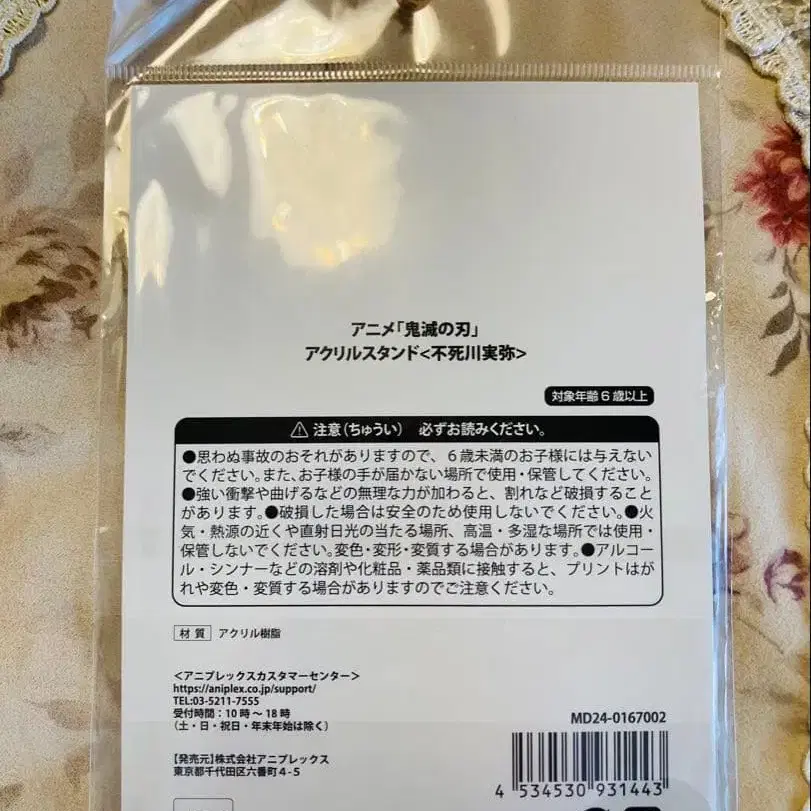 アニメ「鬼滅の刃」
アクリルスタンド<不死川実弥>
対象年齢6歳以上
⚠ 注意(ちゅうい) 必ずお読みください。
●思わぬ事故のおそれがありますので、6歳未満のお子様には与えない
でください。また、お子様の手が届かない場所で使用・保管してください。
●強い衝撃や曲げるなどの無理な力が加わると、割れなど破損すること
があります。●破損した場合は安全のため使用しないでください。●火
気・熱源の近くや直射日光の当たる場所、高温・多湿な場所では使用・
保管しないでください。変色・変形・変質する場合があります。●アルコー
ル・シンナーなどの溶剤や化粧品・薬品類に接触すると、プリントはが
れや変色・変質する場合がありますのでご注意ください。
材質 アクリル樹脂
<アニプレックスカスタマーセンター>
https://aniplex.co.jp/support/
TEL:03-5211-7555
受付時間:10時〜18時
(土・日・祝日・年末年始は除く)
MD24-0167002
【発売元】株式会社アニプレックス
東京都千代田区六番町4-5
4 534530 931443